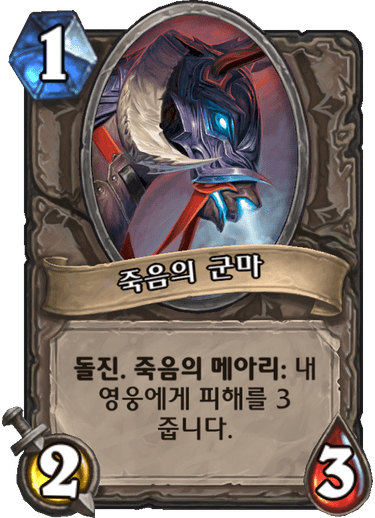 1
죽음의 군마
돌진. 죽음의 메아리: 내
영웅에게 피해를 3
줍니다.
2
3